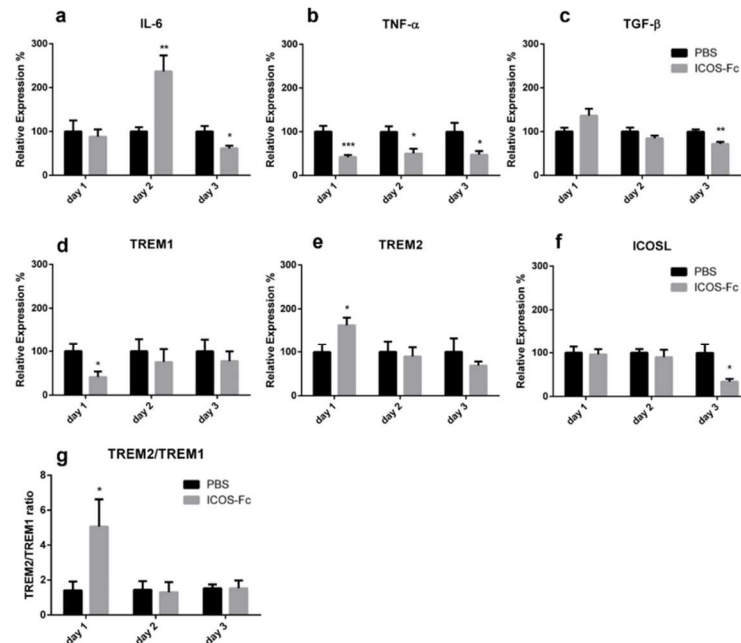 a
IL-6
Relative Expression %
300
200
100
0
day 1
day 2
day 3
**
*
b
TNF-α
Relative Expression %
300
200
100
0
day 1
day 2
day 3
***
*
*
c
TGF-β
Relative Expression %
300
200
100
0
day 1
day 2
day 3
**
PBS
ICOS-Fc
d
TREM1
Relative Expression %
300
200
100
0
day 1
day 2
day 3
*
e
TREM2
Relative Expression %
300
200
100
0
day 1
day 2
day 3
*
f
ICOSL
Relative Expression %
300
200
100
0
day 1
day 2
day 3
*
PBS
ICOS-Fc
g
TREM2/TREM1
TREM2/TREM1 ratio
8
6
4
2
0
day 1
day 2
day 3
*
PBS
ICOS-Fc